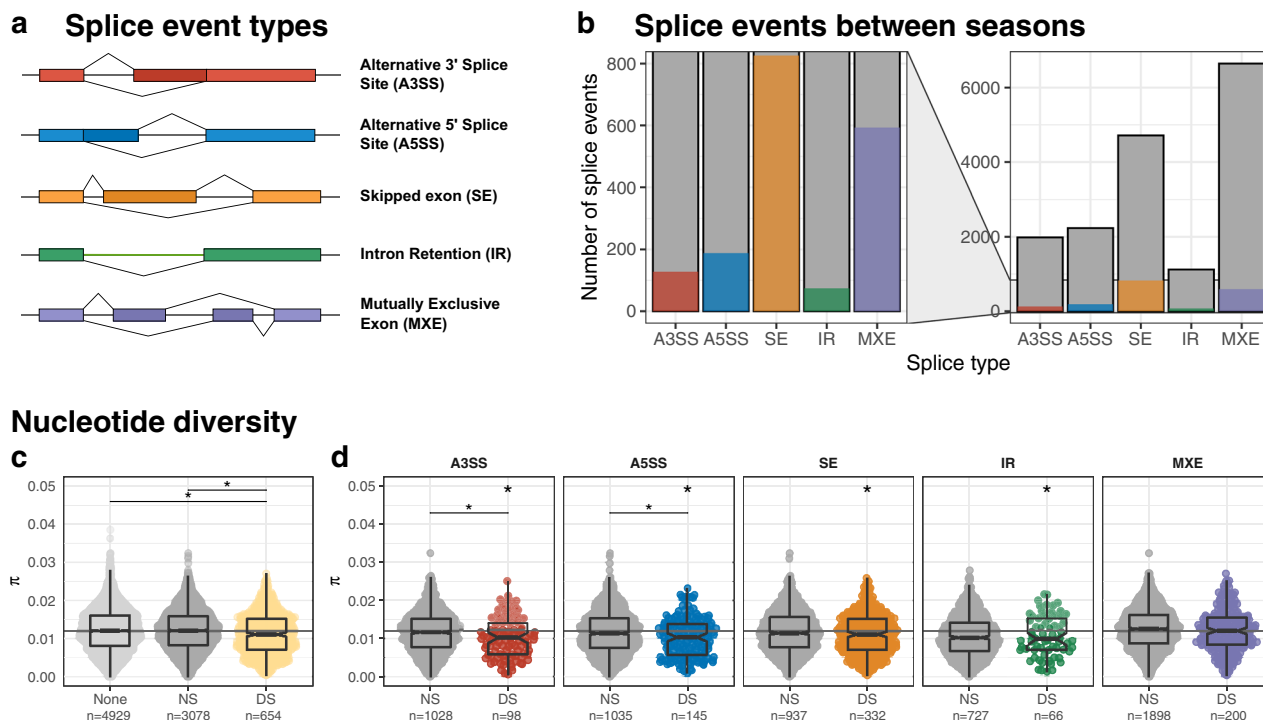 a Splice event types
Alternative 3' Splice
Site (A3SS)
Alternative 5' Splice
Site (A5SS)
Skipped exon (SE)
Intron Retention (IR)
Mutually Exclusive
Exon (MXE)
b Splice events between seasons
Number of splice events
800
600
400
200
0
A3SS A5SS SE IR MXE
6000
4000
2000
0
A3SS A5SS SE IR MXE
Splice type
Nucleotide diversity
c
π
0.05
0.04
0.03
0.02
0.01
0.00
* *
None NS DS
n=4929 n=3078 n=654
d
A3SS A5SS SE IR MXE
π
0.05
0.04
0.03
0.02
0.01
0.00
* * * *
* *
NS DS NS DS NS DS NS DS NS DS
n=1028 n=98 n=1035 n=145 n=937 n=332 n=727 n=66 n=1898 n=200